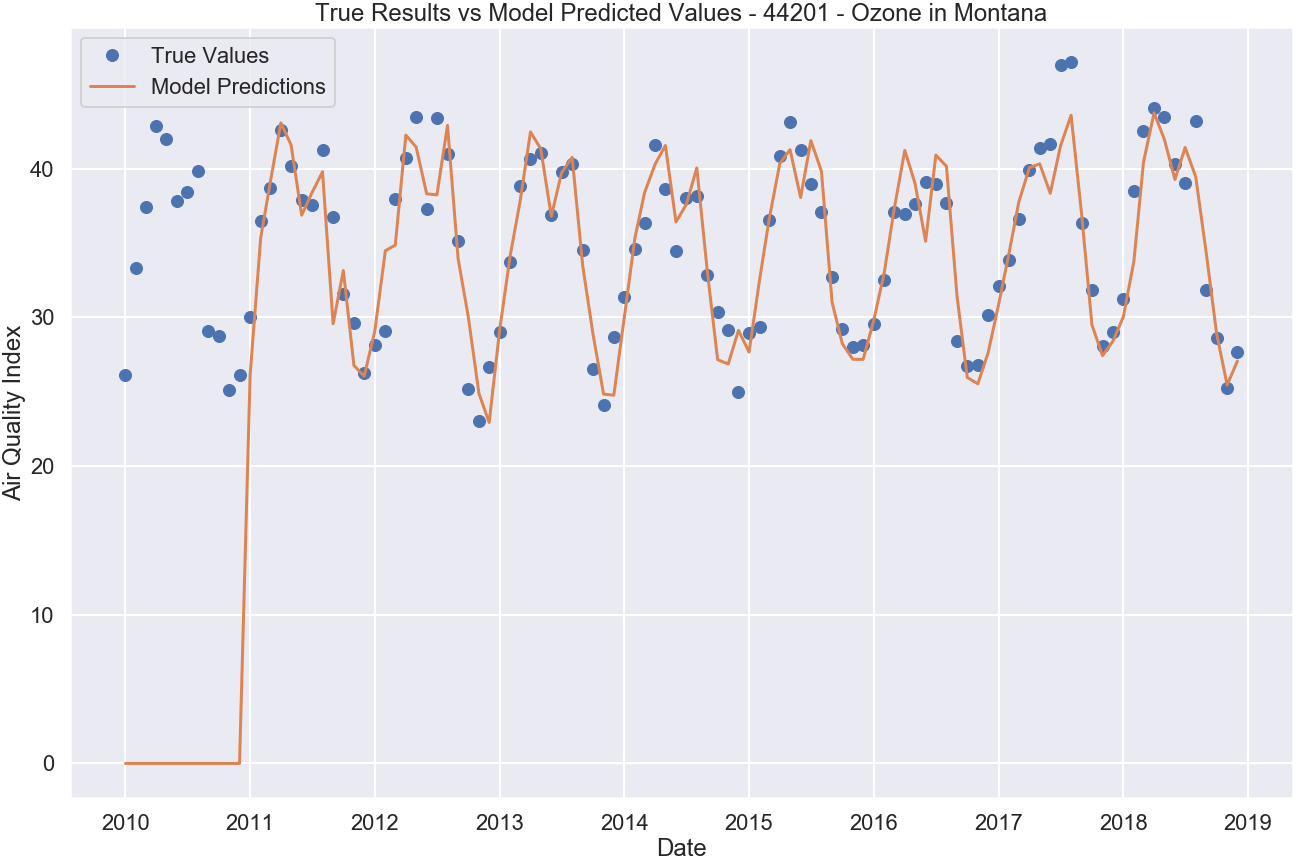 True Results vs Model Predicted Values - 44201 - Ozone in Montana
True Values
Model Predictions
Air Quality Index
40
30
20
10
0
2010 2011 2012 2013 2014 2015 2016 2017 2018 2019
Date